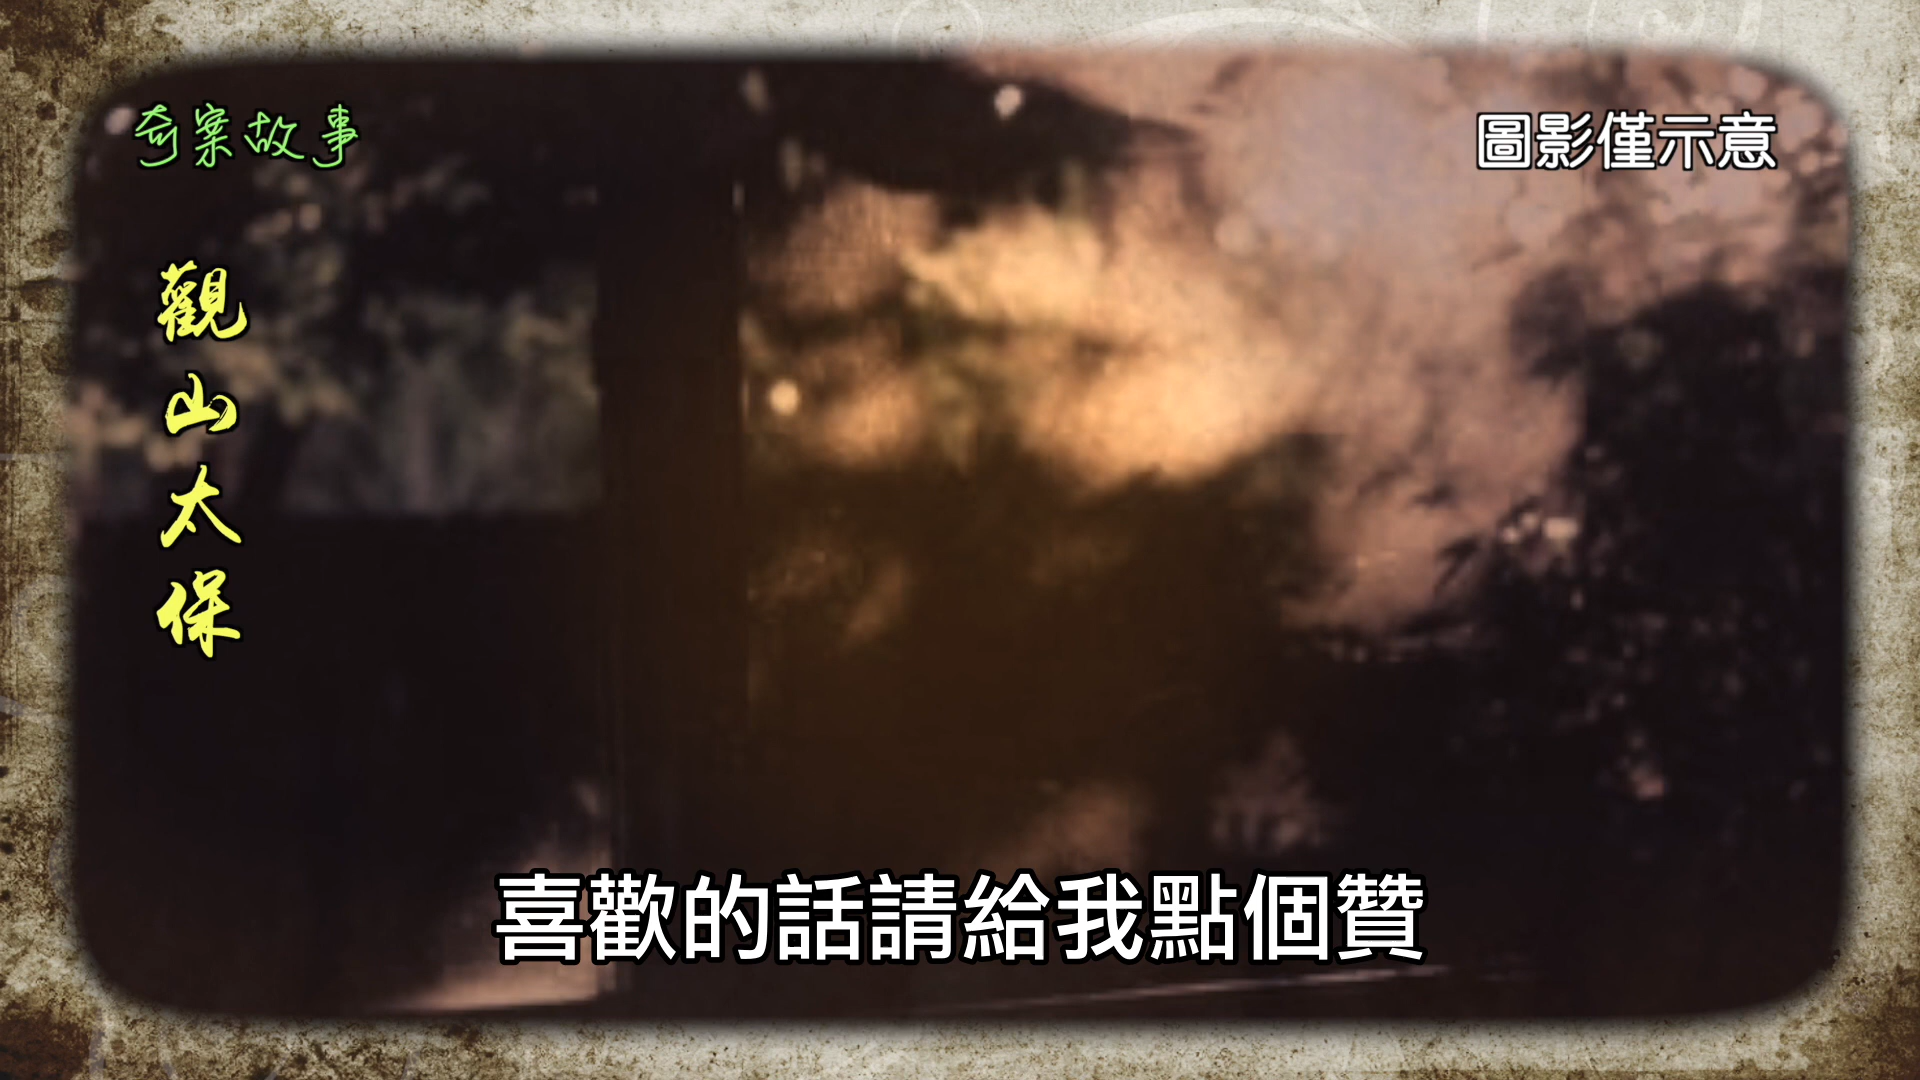 奇案故事
圖影僅示意
觀山太保
喜歡的話請給我點個贊